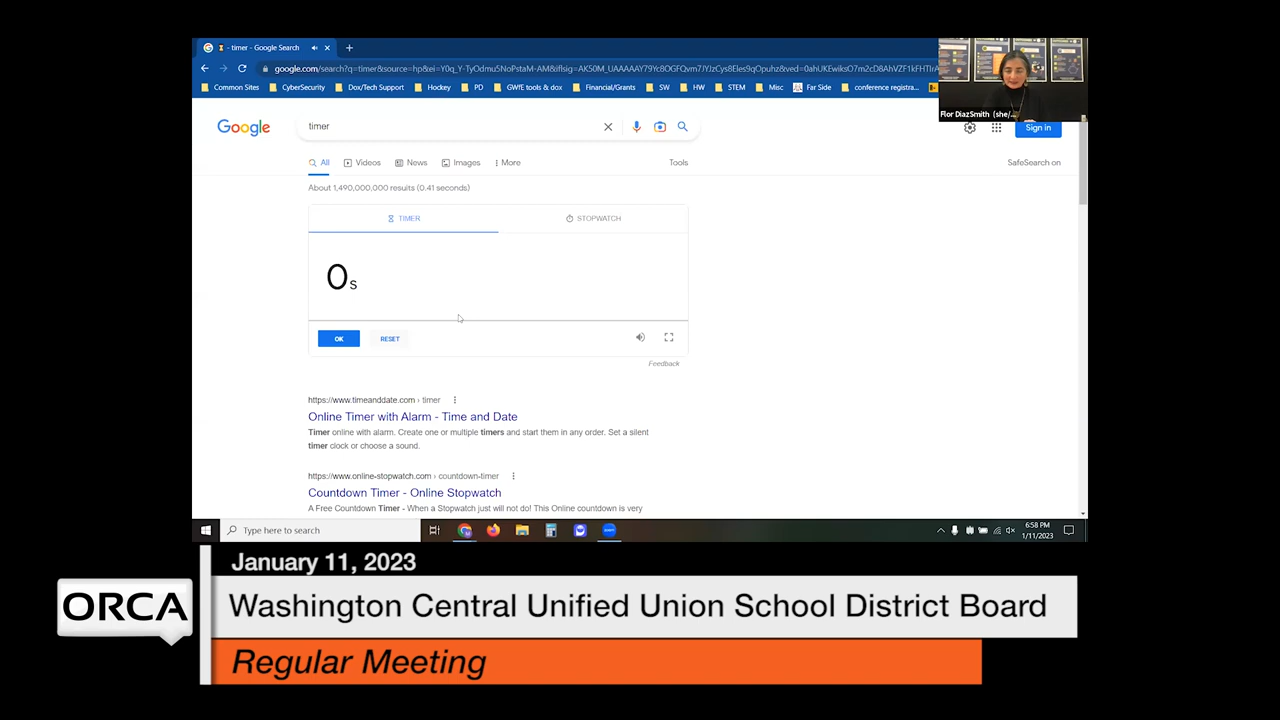 - timer - Google Search
google.com/search?q=timer&source=hp&ei=
Common Sites CyberSecurity Dox/Tech Support Hockey PD GWfE tools & dox Financial/Grants SW HW STEM Misc Far Side conference registra...
Flor DiazSmith (she/...
Google
timer
Sign in
All Videos News Images More Tools SafeSearch on
About 1,490,000,000 results (0.41 seconds)
TIMER STOPWATCH
0s
OK RESET
Feedback
https://www.timeanddate.com › timer
Online Timer with Alarm - Time and Date
Timer online with alarm. Create one or multiple timers and start them in any order. Set a silent
timer clock or choose a sound.
https://www.online-stopwatch.com › countdown-timer
Countdown Timer - Online Stopwatch
A Free Countdown Timer - When a Stopwatch just will not do! This Online countdown is very
Type here to search
6:58 PM
1/11/2023
January 11, 2023
ORCA
Washington Central Unified Union School District Board
Regular Meeting